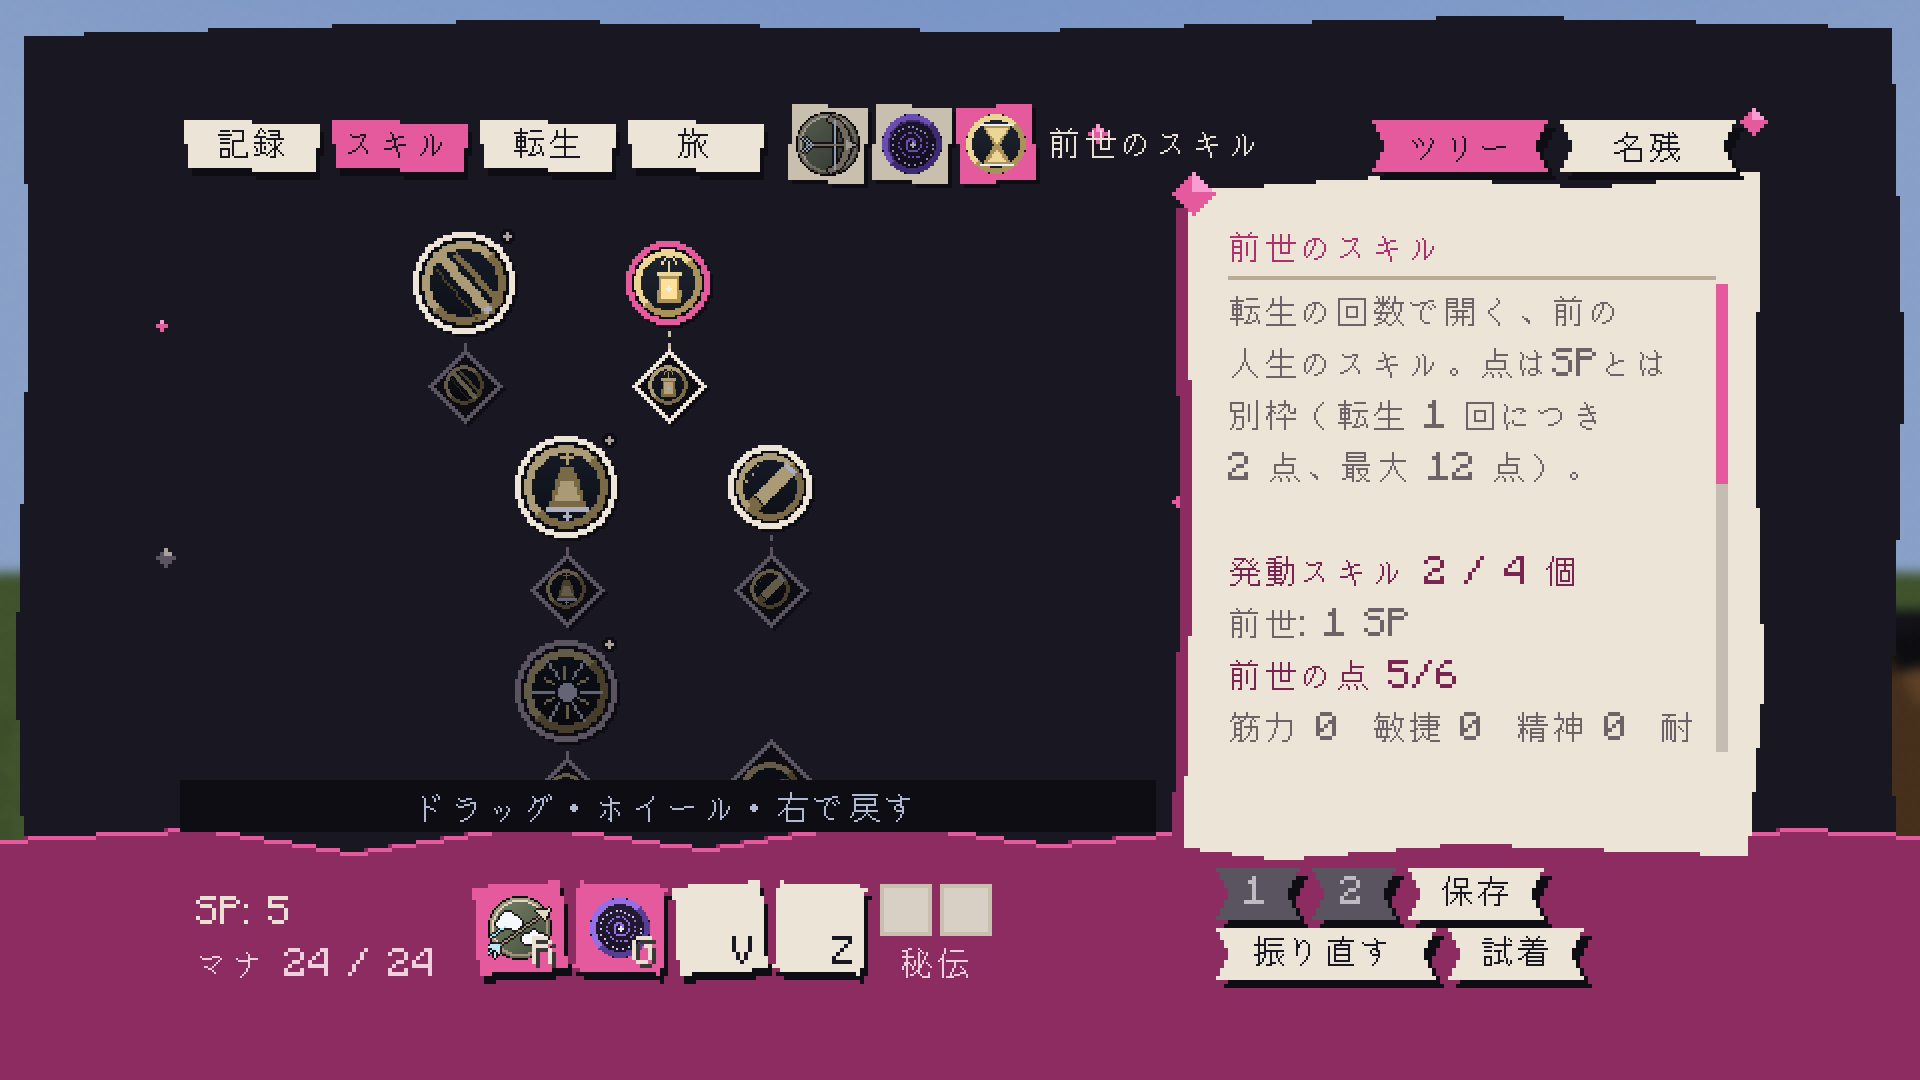 記録
スキル
転生
旅
前世のスキル
ツリー
名残
前世のスキル
転生の回数で開く、前の
人生のスキル。点はSPとは
別枠(転生 1 回につき
2 点、最大 12 点)。
発動スキル 2 / 4 個
前世: 1 SP
前世の点 5/6
筋力 0 敏捷 0 精神 0 耐
ドラッグ・ホイール・右で戻す
SP: 5
マナ 24 / 24
R
G
V
Z
秘伝
1
2
保存
振り直す
試着